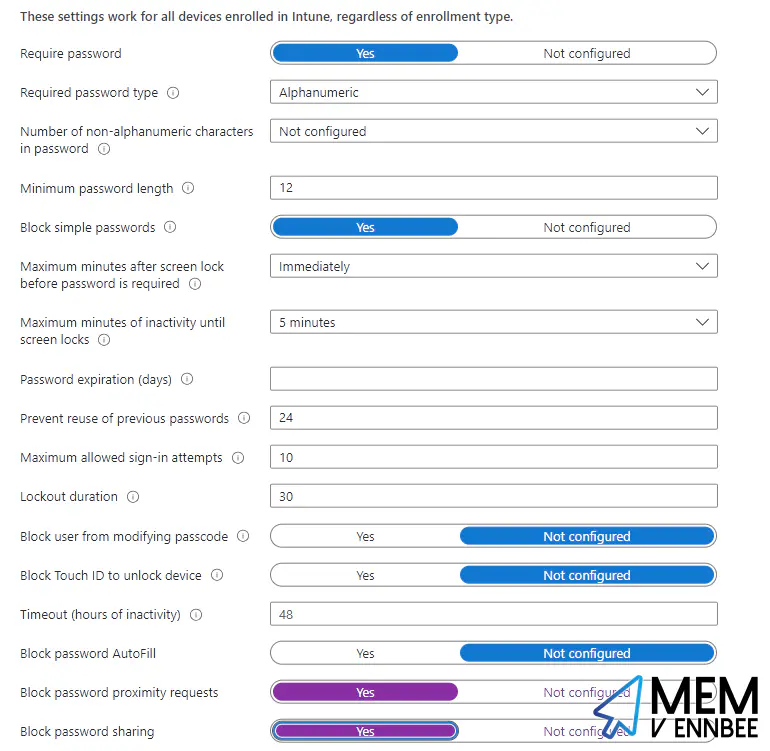 These settings work for all devices enrolled in Intune, regardless of enrollment type.
Require password Yes Not configured
Required password type Alphanumeric
Number of non-alphanumeric characters Not configured
in password
Minimum password length 12
Block simple passwords Yes Not configured
Maximum minutes after screen lock Immediately
before password is required
Maximum minutes of inactivity until 5 minutes
screen locks
Password expiration (days)
Prevent reuse of previous passwords 24
Maximum allowed sign-in attempts 10
Lockout duration 30
Block user from modifying passcode Yes Not configured
Block Touch ID to unlock device Yes Not configured
Timeout (hours of inactivity) 48
Block password AutoFill Yes Not configured
Block password proximity requests Yes Not configured
Block password sharing Yes Not configured
MEM
VENNBEE